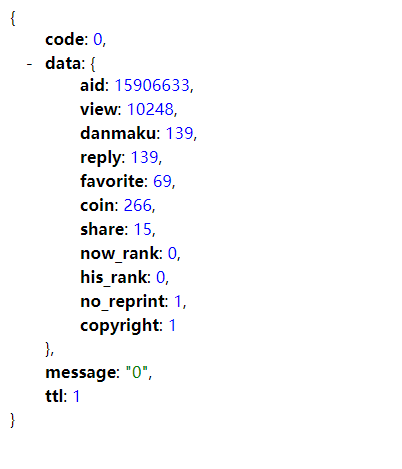 {
code: 0,
- data: {
aid: 15906633,
view: 10248,
danmaku: 139,
reply: 139,
favorite: 69,
coin: 266,
share: 15,
now_rank: 0,
his_rank: 0,
no_reprint: 1,
copyright: 1
},
message: "0",
ttl: 1
}